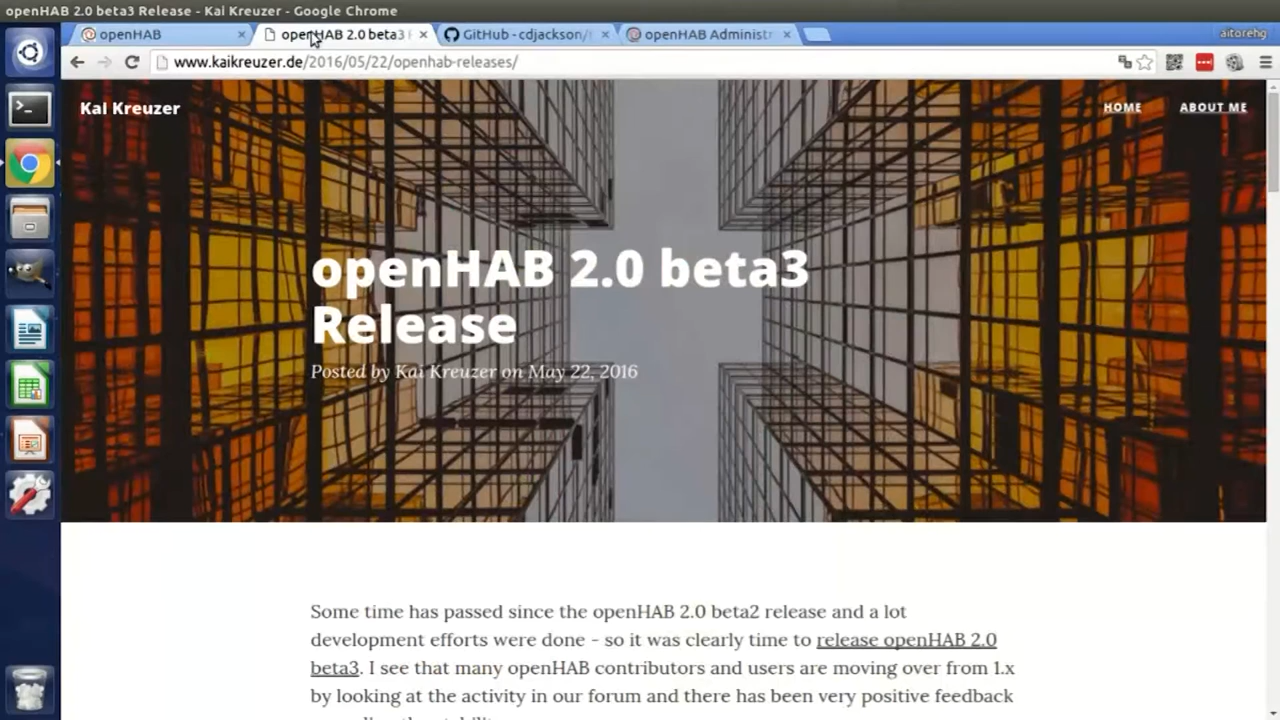 openHAB 2.0 beta3 Release - Kai Kreuzer - Google Chrome
openHAB
openHAB 2.0 beta3
GitHub - cdjackson/
openHAB Administr
aitorehg
www.kaikreuzer.de/2016/05/22/openhab-releases/
Kai Kreuzer
HOME
ABOUT ME
openHAB 2.0 beta3
Release
Posted by Kai Kreuzer on May 22, 2016
Some time has passed since the openHAB 2.0 beta2 release and a lot
development efforts were done - so it was clearly time to release openHAB 2.0
beta3. I see that many openHAB contributors and users are moving over from 1.x
by looking at the activity in our forum and there has been very positive feedback